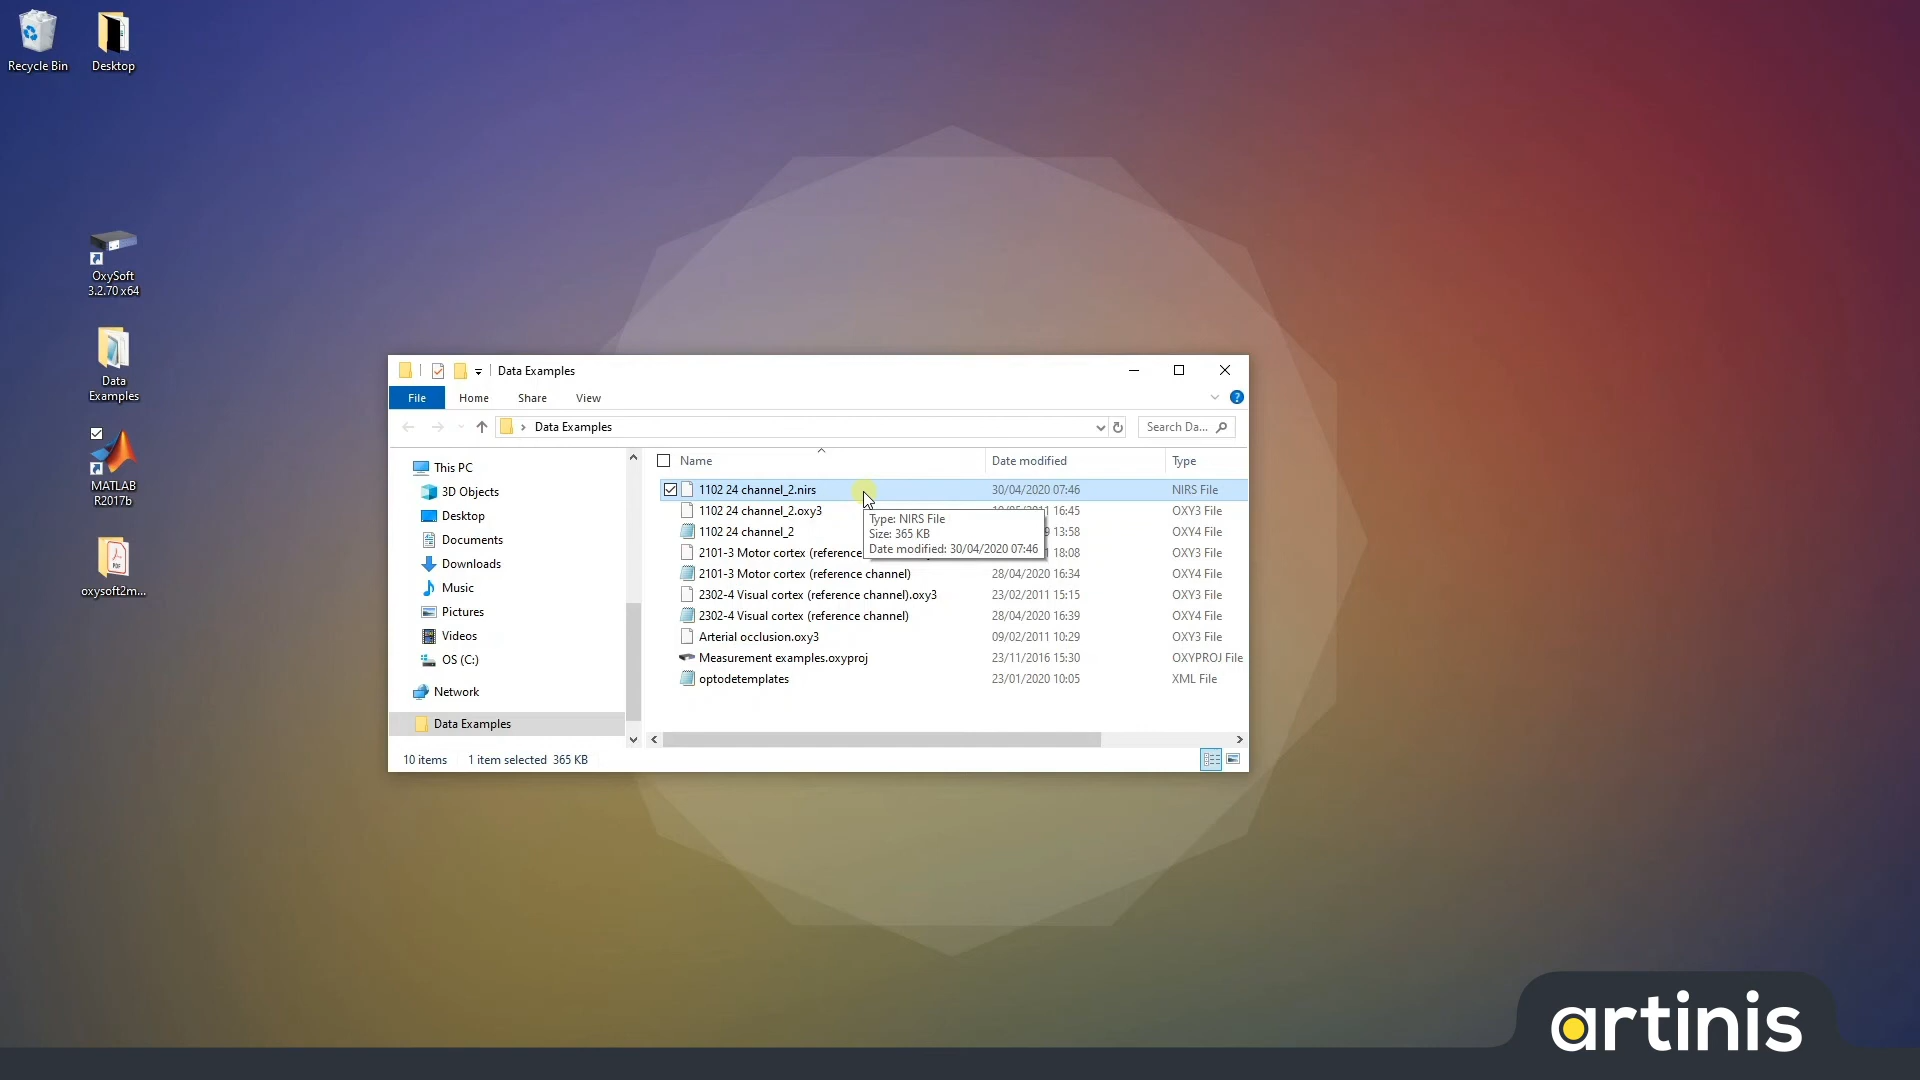 Recycle Bin
Desktop
OxySoft
3.2.70 x64
Data
Examples
MATLAB
R2017b
oxysoft2m...
Data Examples
File
Home
Share
View
Data Examples
Search Da...
This PC
3D Objects
Desktop
Documents
Downloads
Music
Pictures
Videos
OS (C:)
Network
Data Examples
Name
Date modified
Type
1102 24 channel_2.nirs 30/04/2020 07:46 NIRS File
1102 24 channel_2.oxy3 16:45 OXY3 File
1102 24 channel_2 13:58 OXY4 File
2101-3 Motor cortex (reference 18:08 OXY3 File
2101-3 Motor cortex (reference channel) 28/04/2020 16:34 OXY4 File
2302-4 Visual cortex (reference channel).oxy3 23/02/2011 15:15 OXY3 File
2302-4 Visual cortex (reference channel) 28/04/2020 16:39 OXY4 File
Arterial occlusion.oxy3 09/02/2011 10:29 OXY3 File
Measurement examples.oxyproj 23/11/2016 15:30 OXYPROJ File
optodetemplates 23/01/2020 10:05 XML File
Type: NIRS File
Size: 365 KB
Date modified: 30/04/2020 07:46
10 items
1 item selected 365 KB
artinis